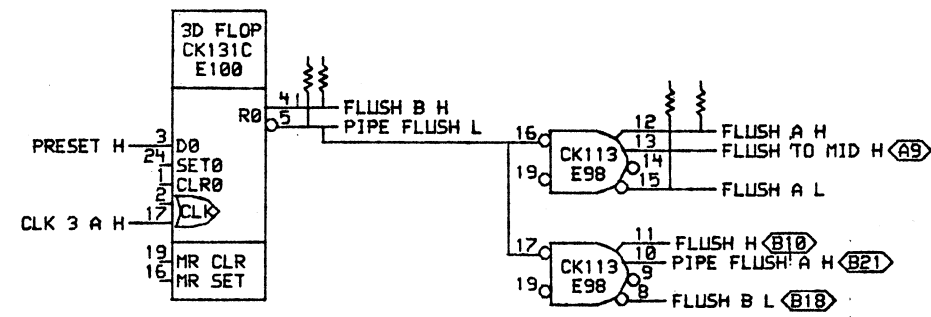 3D FLOP
CK131C
E100
R0
4
5
FLUSH B H
PIPE FLUSH L
PRESET H
3
D0
24
SET0
1
CLR0
2
CLK
17
CLK 3 A H
19
MR CLR
16
MR SET
16
19
CK113
E98
12
FLUSH A H
13
FLUSH TO MID H
A9
14
15
FLUSH A L
17
19
CK113
E98
11
FLUSH H
B10
10
PIPE FLUSH A H
B21
9
8
FLUSH B L
B18